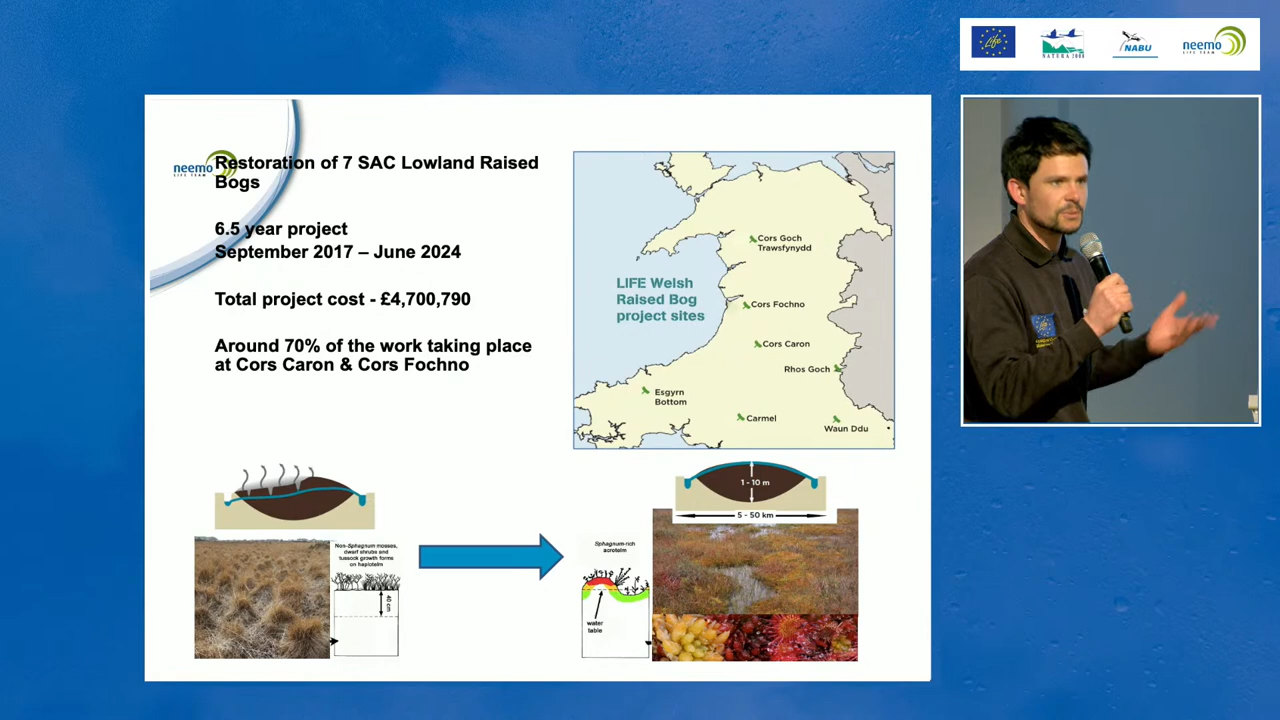 Life
NATURA 2000
NABU
neemo
LIFE TEAM
neemo
LIFE TEAM
Restoration of 7 SAC Lowland Raised
Bogs
6.5 year project
September 2017 – June 2024
Total project cost - £4,700,790
Around 70% of the work taking place
at Cors Caron & Cors Fochno
LIFE Welsh
Raised Bog
project sites
Cors Goch
Trawsfynydd
Cors Fochno
Cors Caron
Rhos Goch
Esgyrn
Bottom
Carmel
Waun Ddu
1 - 10 m
5 - 50 km
Non-Sphagnum mosses,
dwarf shrubs and
tussock growth forms
on haplotelm
40 cm
Sphagnum-rich
acrotelm
water
table